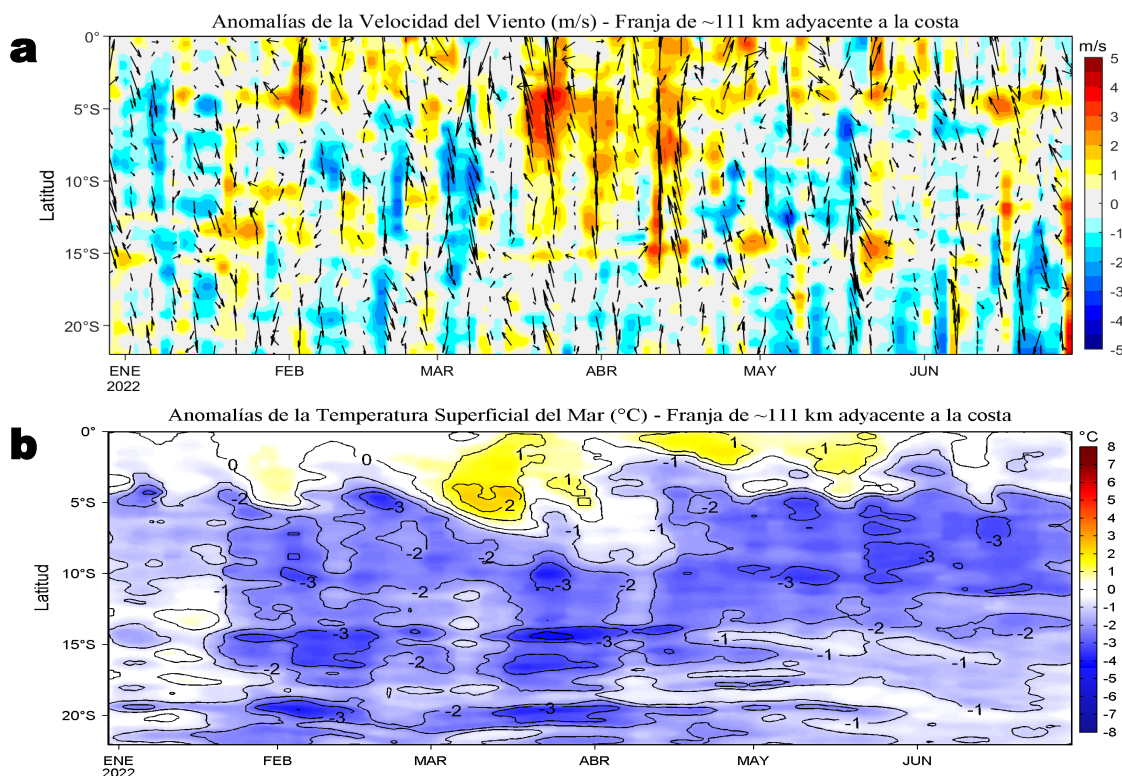 a
Anomalías de la Velocidad del Viento (m/s) - Franja de ~111 km adyacente a la costa
m/s
0°
5°S
10°S
15°S
20°S
Latitud
5
4
3
2
1
0
-1
-2
-3
-4
-5
ENE FEB MAR ABR MAY JUN
2022
b
Anomalías de la Temperatura Superficial del Mar (°C) - Franja de ~111 km adyacente a la costa
°C
0°
5°S
10°S
15°S
20°S
Latitud
0 0 1 1 -1 1 1
-2 -3 2 -2
-1 -1 -3
-2 -2
-3 -2 -3 -2 -3
-1
-3 -2 -2
-2 -2 -1 -1 -1
-3 -2 -3 -1 -1
8
7
6
5
4
3
2
1
0
-1
-2
-3
-4
-5
-6
-7
-8
ENE FEB MAR ABR MAY JUN
2022